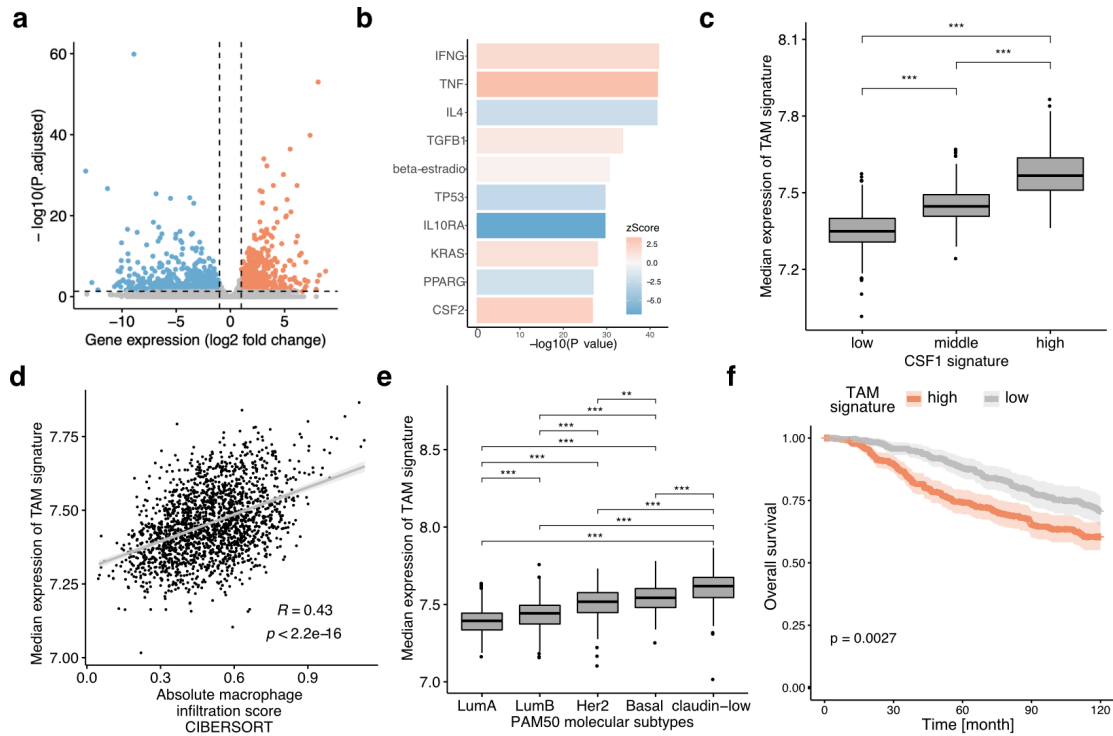 a
60
40
20
0
− log10(P.adjusted)
−10
−5
0
5
Gene expression (log2 fold change)
b
IFNG
TNF
IL4
TGFB1
beta-estradio
TP53
IL10RA
KRAS
PPARG
CSF2
zScore
2.5
0.0
−2.5
−5.0
0
10
20
30
40
−log10(P value)
c
8.1
7.8
7.5
7.2
Median expression of TAM signature
***
***
***
low
middle
high
CSF1 signature
d
7.75
7.50
7.25
7.00
Median expression of TAM signature
R = 0.43
p < 2.2e-16
0.0
0.3
0.6
0.9
Absolute macrophage
infiltration score
CIBERSORT
e
8.5
8.0
7.5
7.0
Median expression of TAM signature
**
***
***
***
***
***
***
***
***
***
LumA
LumB
Her2
Basal
claudin-low
PAM50 molecular subtypes
f
TAM
signature
high
low
1.00
0.75
0.50
0.25
0.00
Overall survival
p = 0.0027
0
30
60
90
120
Time [month]